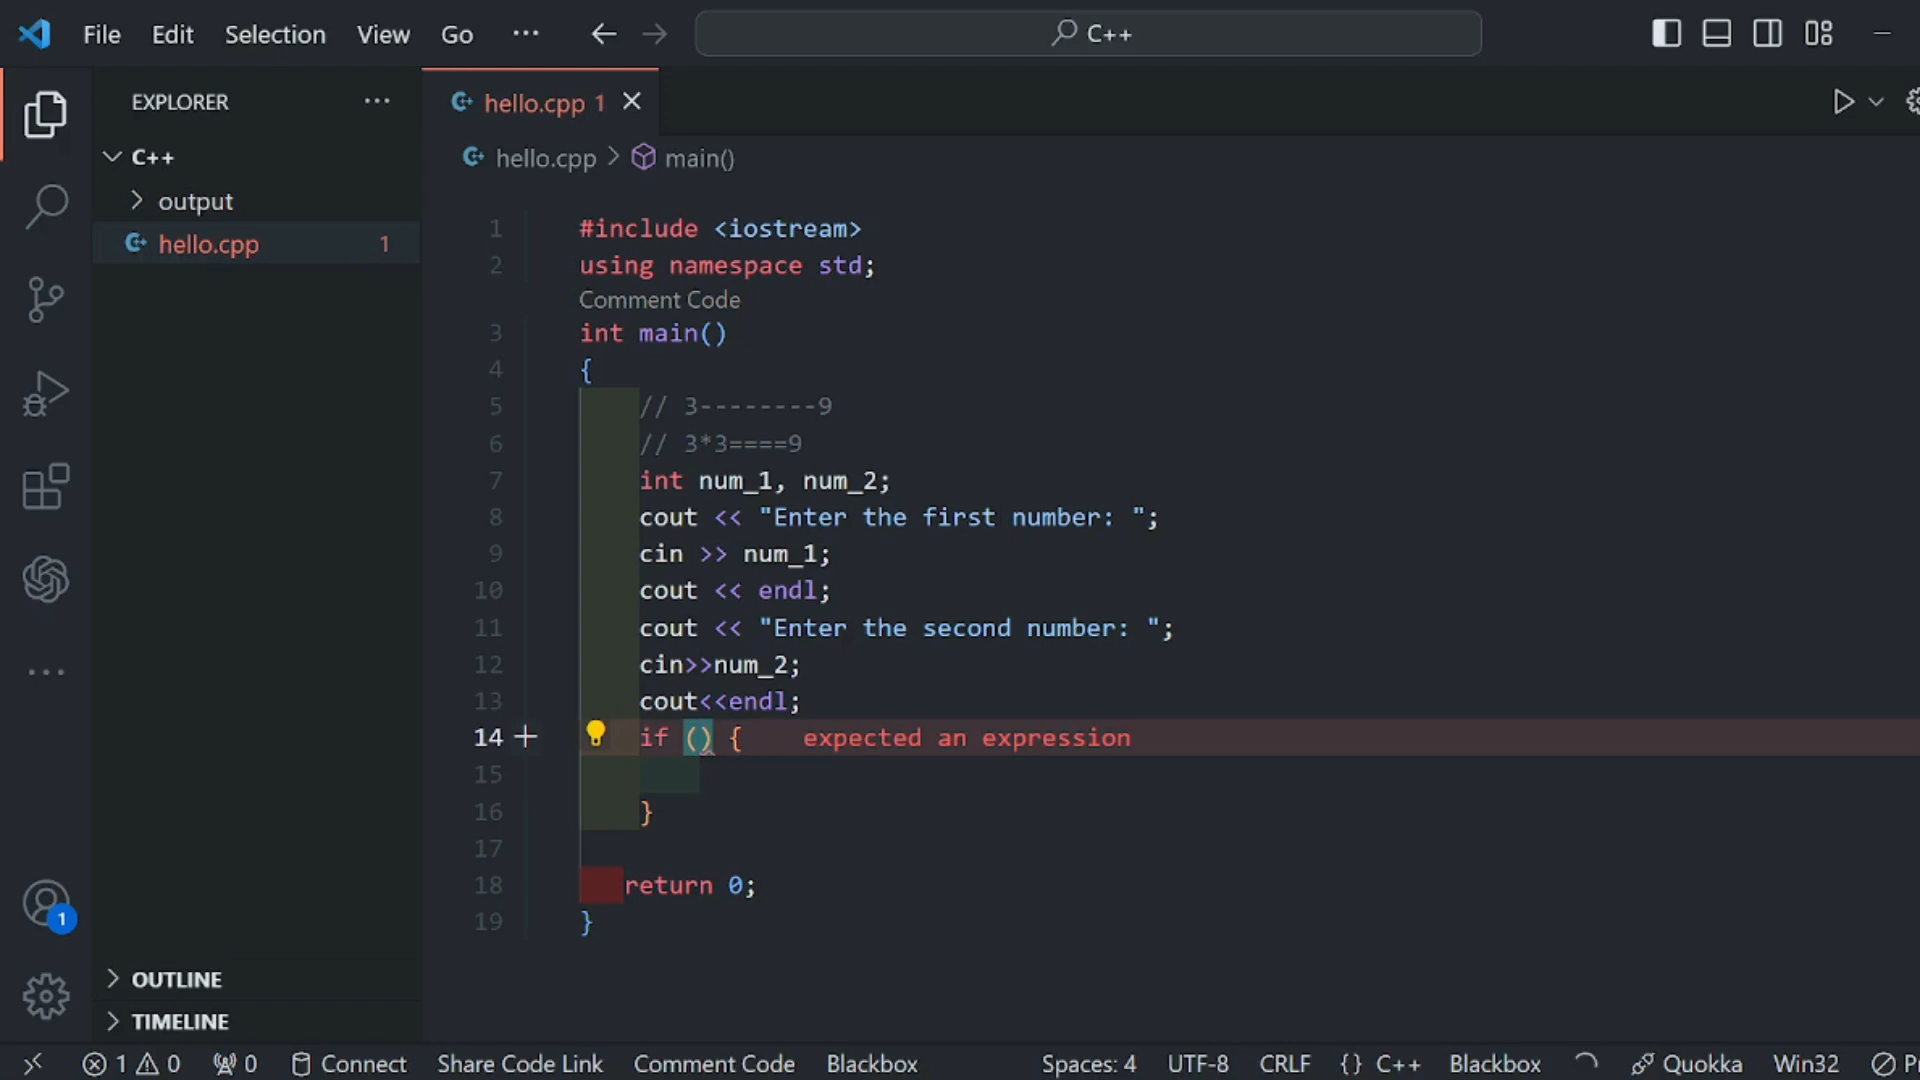 File Edit Selection View Go ··· C++
EXPLORER ···
C++
output
hello.cpp 1
OUTLINE
TIMELINE
hello.cpp 1
hello.cpp > main()
1 #include <iostream>
2 using namespace std;
Comment Code
3 int main()
4 {
5 // 3--------9
6 // 3*3====9
7 int num_1, num_2;
8 cout << "Enter the first number: ";
9 cin >> num_1;
10 cout << endl;
11 cout << "Enter the second number: ";
12 cin>>num_2;
13 cout<<endl;
14 if () { expected an expression
15
16 }
17
18 return 0;
19 }
1
1 0 0 Connect Share Code Link Comment Code Blackbox Spaces: 4 UTF-8 CRLF {} C++ Blackbox Quokka Win32